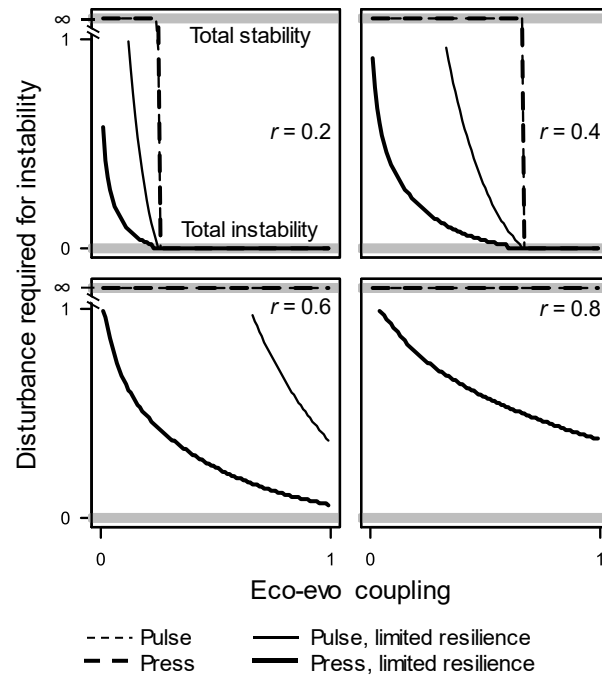 ∞
Total stability
1
r = 0.2
r = 0.4
Total instability
0
Disturbance required for instability
∞
1
r = 0.6
r = 0.8
0
0
1
0
1
Eco-evo coupling
Pulse
Pulse, limited resilience
Press
Press, limited resilience